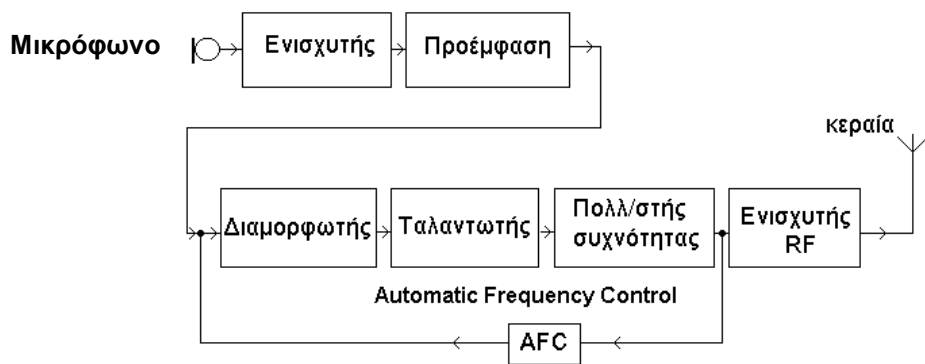 Μικρόφωνο
Ενισχυτής
Προέμφαση
κεραία
Διαμορφωτής
Ταλαντωτής
Πολλ/στής
συχνότητας
Ενισχυτής
RF
Automatic Frequency Control
AFC